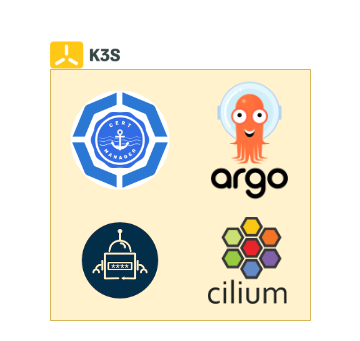 K3S
CERT
MANAGER
argo
****
cilium